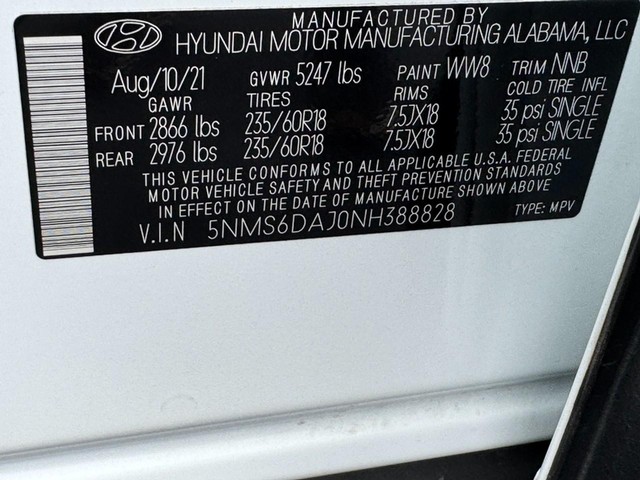 MANUFACTURED BY
HYUNDAI MOTOR MANUFACTURING ALABAMA, LLC
Aug/10/21 GVWR 5247 lbs PAINT WW8 TRIM NNB
GAWR TIRES RIMS COLD TIRE INFL
FRONT 2866 lbs 235/60R18 7.5JX18 35 psi SINGLE
REAR 2976 lbs 235/60R18 7.5JX18 35 psi SINGLE
THIS VEHICLE CONFORMS TO ALL APPLICABLE U.S.A. FEDERAL
MOTOR VEHICLE SAFETY AND THEFT PREVENTION STANDARDS
IN EFFECT ON THE DATE OF MANUFACTURE SHOWN ABOVE
V.I.N 5NMS6DAJ0NH388828 TYPE: MPV